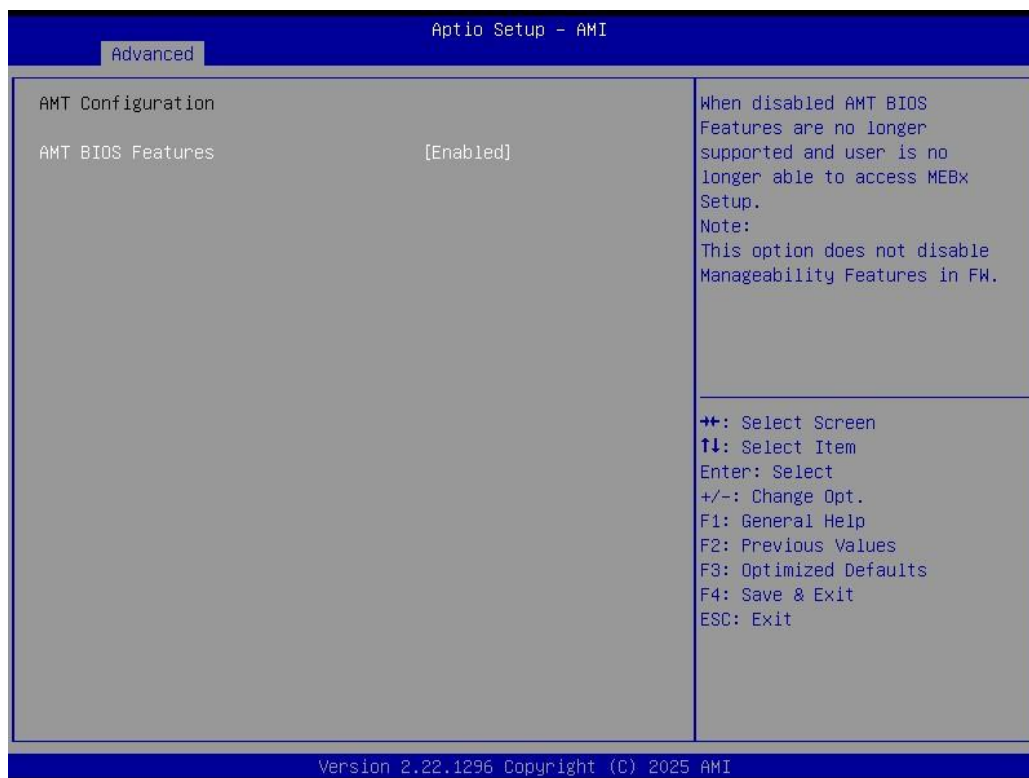 Aptio Setup – AMI
Advanced
AMT Configuration
AMT BIOS Features [Enabled]
When disabled AMT BIOS
Features are no longer
supported and user is no
longer able to access MEBx
Setup.
Note:
This option does not disable
Manageability Features in FW.
→←: Select Screen
↑↓: Select Item
Enter: Select
+/-: Change Opt.
F1: General Help
F2: Previous Values
F3: Optimized Defaults
F4: Save & Exit
ESC: Exit
Version 2.22.1296 Copyright (C) 2025 AMI